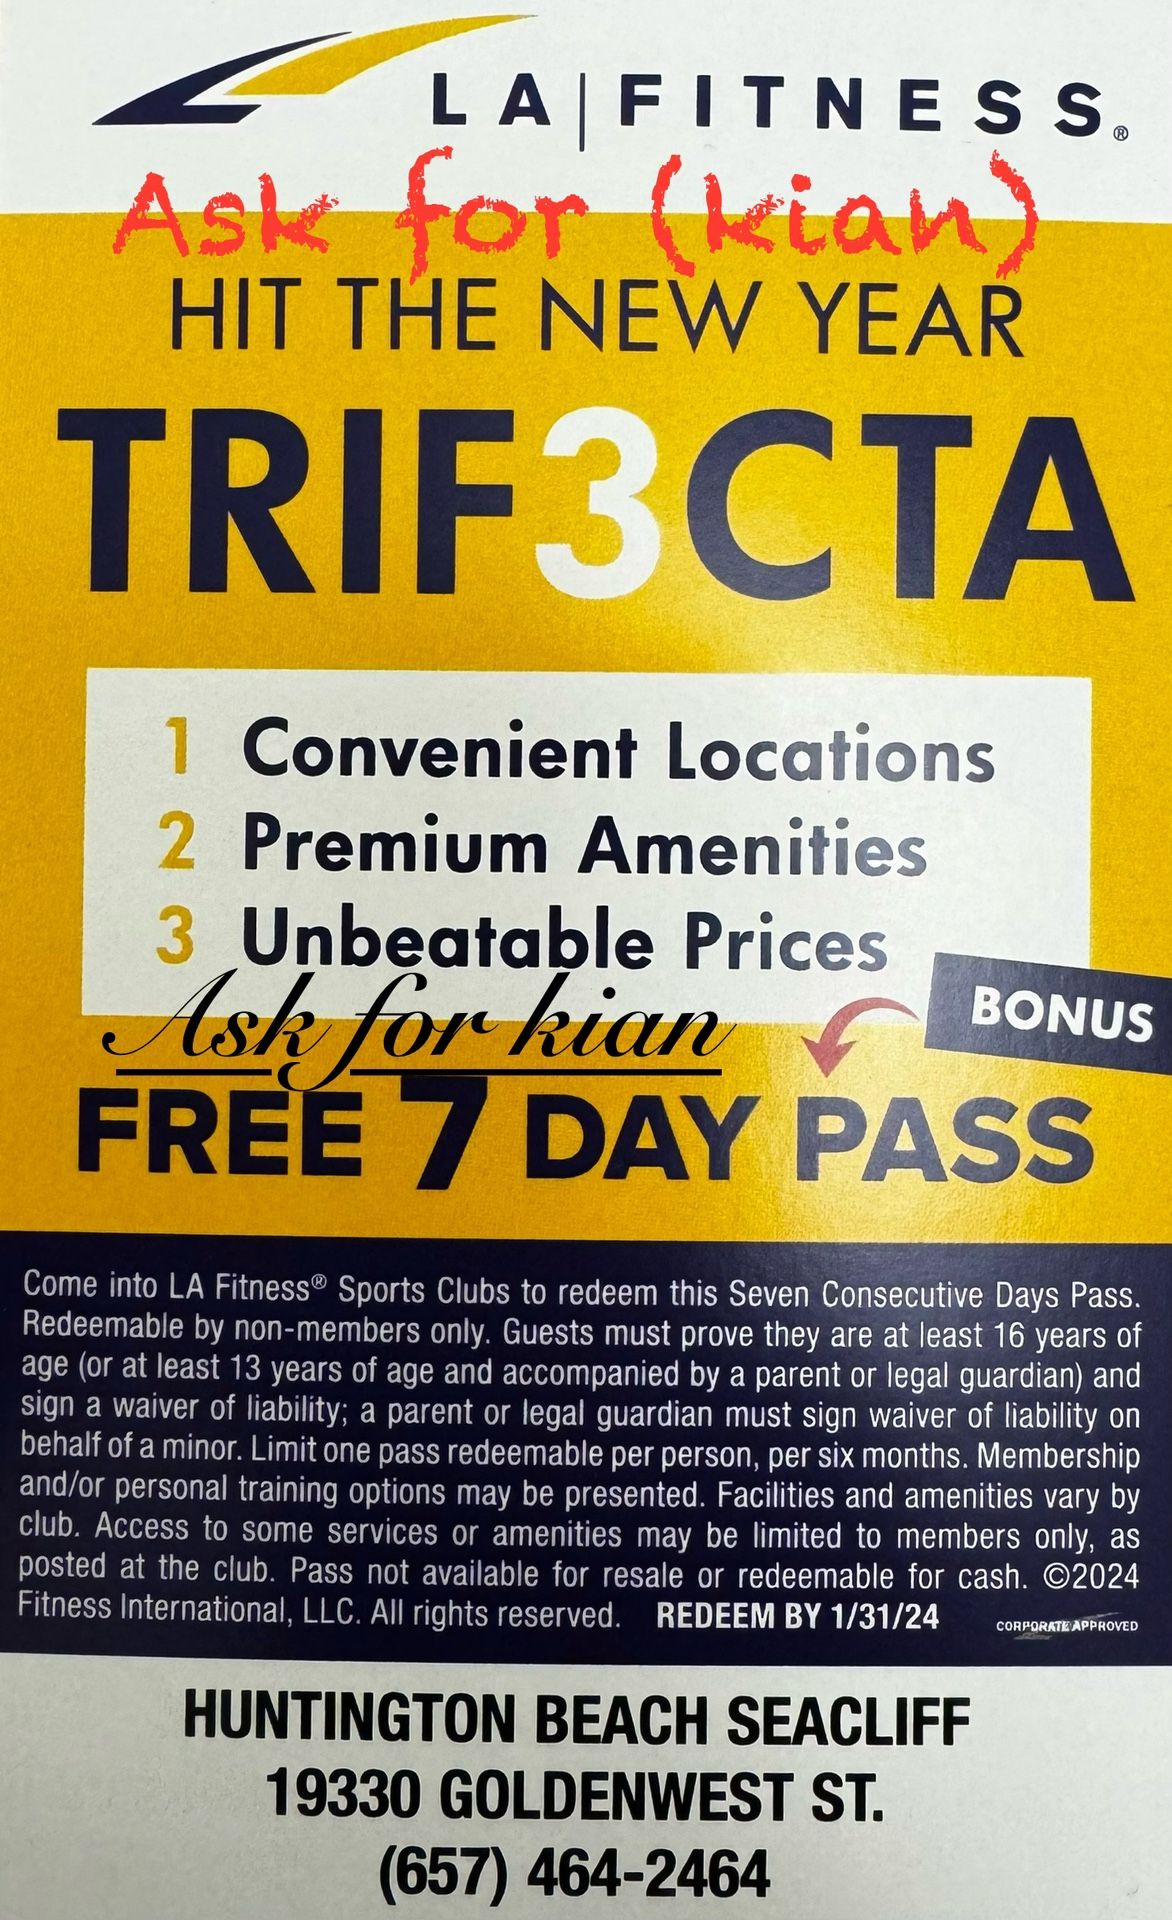 LA|FITNESS®
Ask for (kian)
HIT THE NEW YEAR
TRIF3CTA
1 Convenient Locations
2 Premium Amenities
3 Unbeatable Prices
BONUS
Ask for kian
FREE 7 DAY PASS
Come into LA Fitness® Sports Clubs to redeem this Seven Consecutive Days Pass.
Redeemable by non-members only. Guests must prove they are at least 16 years of
age (or at least 13 years of age and accompanied by a parent or legal guardian) and
sign a waiver of liability; a parent or legal guardian must sign waiver of liability on
behalf of a minor. Limit one pass redeemable per person, per six months. Membership
and/or personal training options may be presented. Facilities and amenities vary by
club. Access to some services or amenities may be limited to members only, as
posted at the club. Pass not available for resale or redeemable for cash. ©2024
Fitness International, LLC. All rights reserved. REDEEM BY 1/31/24 CORPORATE APPROVED
HUNTINGTON BEACH SEACLIFF
19330 GOLDENWEST ST.
(657) 464-2464